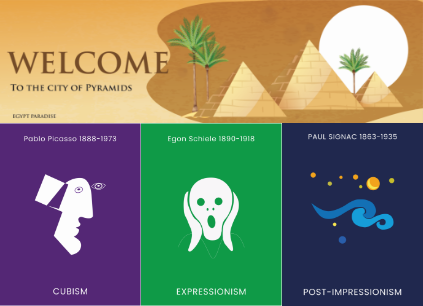 WELCOME
TO THE CITY OF PYRAMIDS
EGYPT PARADISE
Pablo Picasso 1888-1973
Egon Schiele 1890-1918
PAUL SIGNAC 1863-1935
CUBISM
EXPRESSIONISM
POST-IMPRESSIONISM